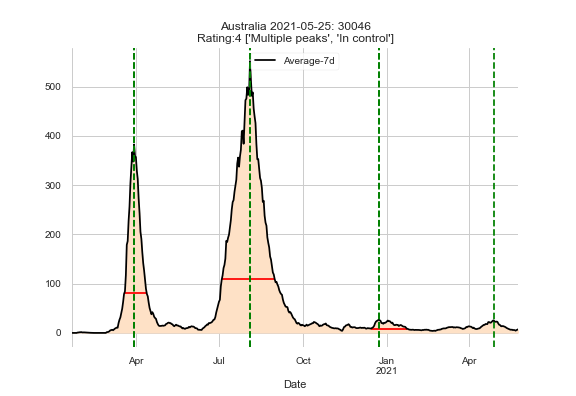 Australia 2021-05-25: 30046
Rating:4 ['Multiple peaks', 'In control']
Average-7d
500
400
300
200
100
0
Apr
Jul
Oct
Jan
2021
Apr
Date